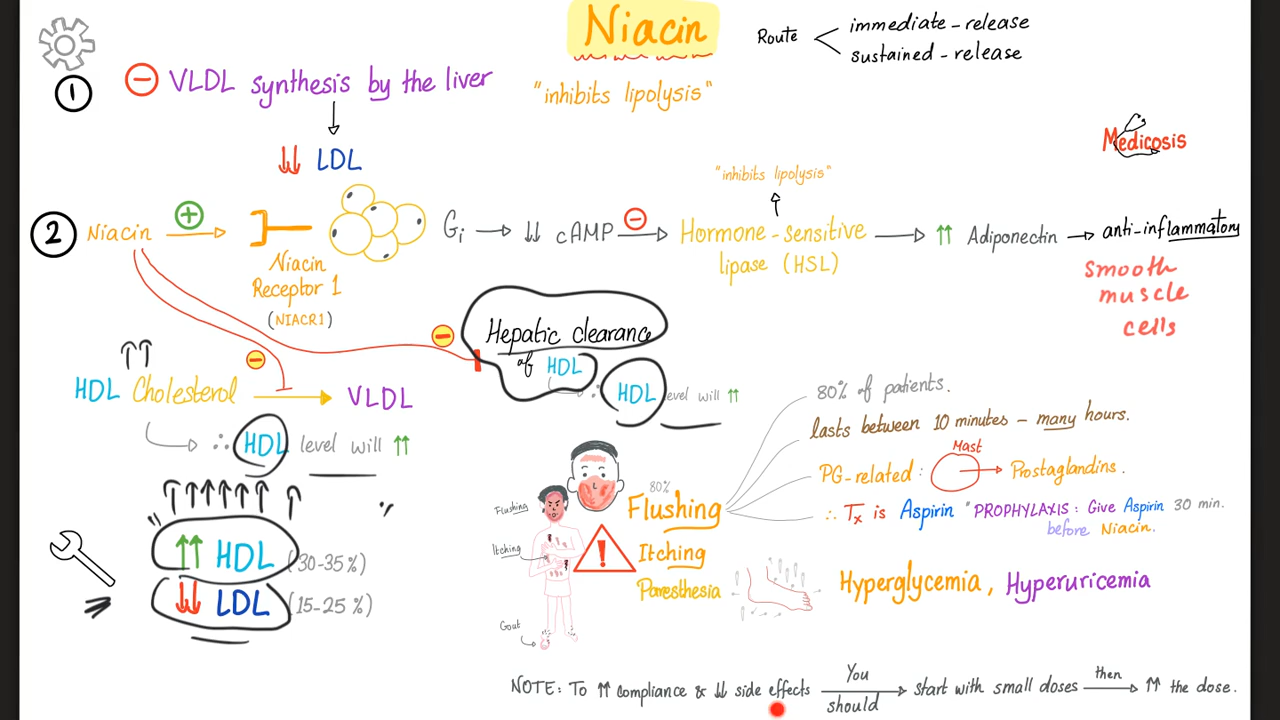 Niacin
Route
immediate-release
sustained-release
① ⊖ VLDL synthesis by the liver
"inhibits lipolysis"
↓↓ LDL
Medicosis
"inhibits lipolysis"
② Niacin ⊕ → Gi → ↓↓ cAMP ⊖ → Hormone-sensitive → ↑↑ Adiponectin → anti-inflammatory
lipase (HSL)
smooth
muscle
cells
Niacin
Receptor 1
(NIACR1)
⊖ Hepatic clearance
of HDL
∴ HDL level will ↑↑
↑↑
⊖
HDL Cholesterol → VLDL
∴ HDL level will ↑↑
↑↑↑↑↑↑ ↑
" "
↑↑ HDL (30-35%)
↓↓ LDL (15-25%)
Flushing
Itching
Gout
!
80%
Flushing
Itching
Paresthesia
80% of patients.
lasts between 10 minutes - many hours.
Mast
PG-related: → Prostaglandins.
∴ Tx is Aspirin "PROPHYLAXIS: Give Aspirin 30 min.
before Niacin.
Hyperglycemia, Hyperuricemia
NOTE: To ↑↑ compliance & ↓↓ side effects You should → start with small doses then → ↑↑ the dose.